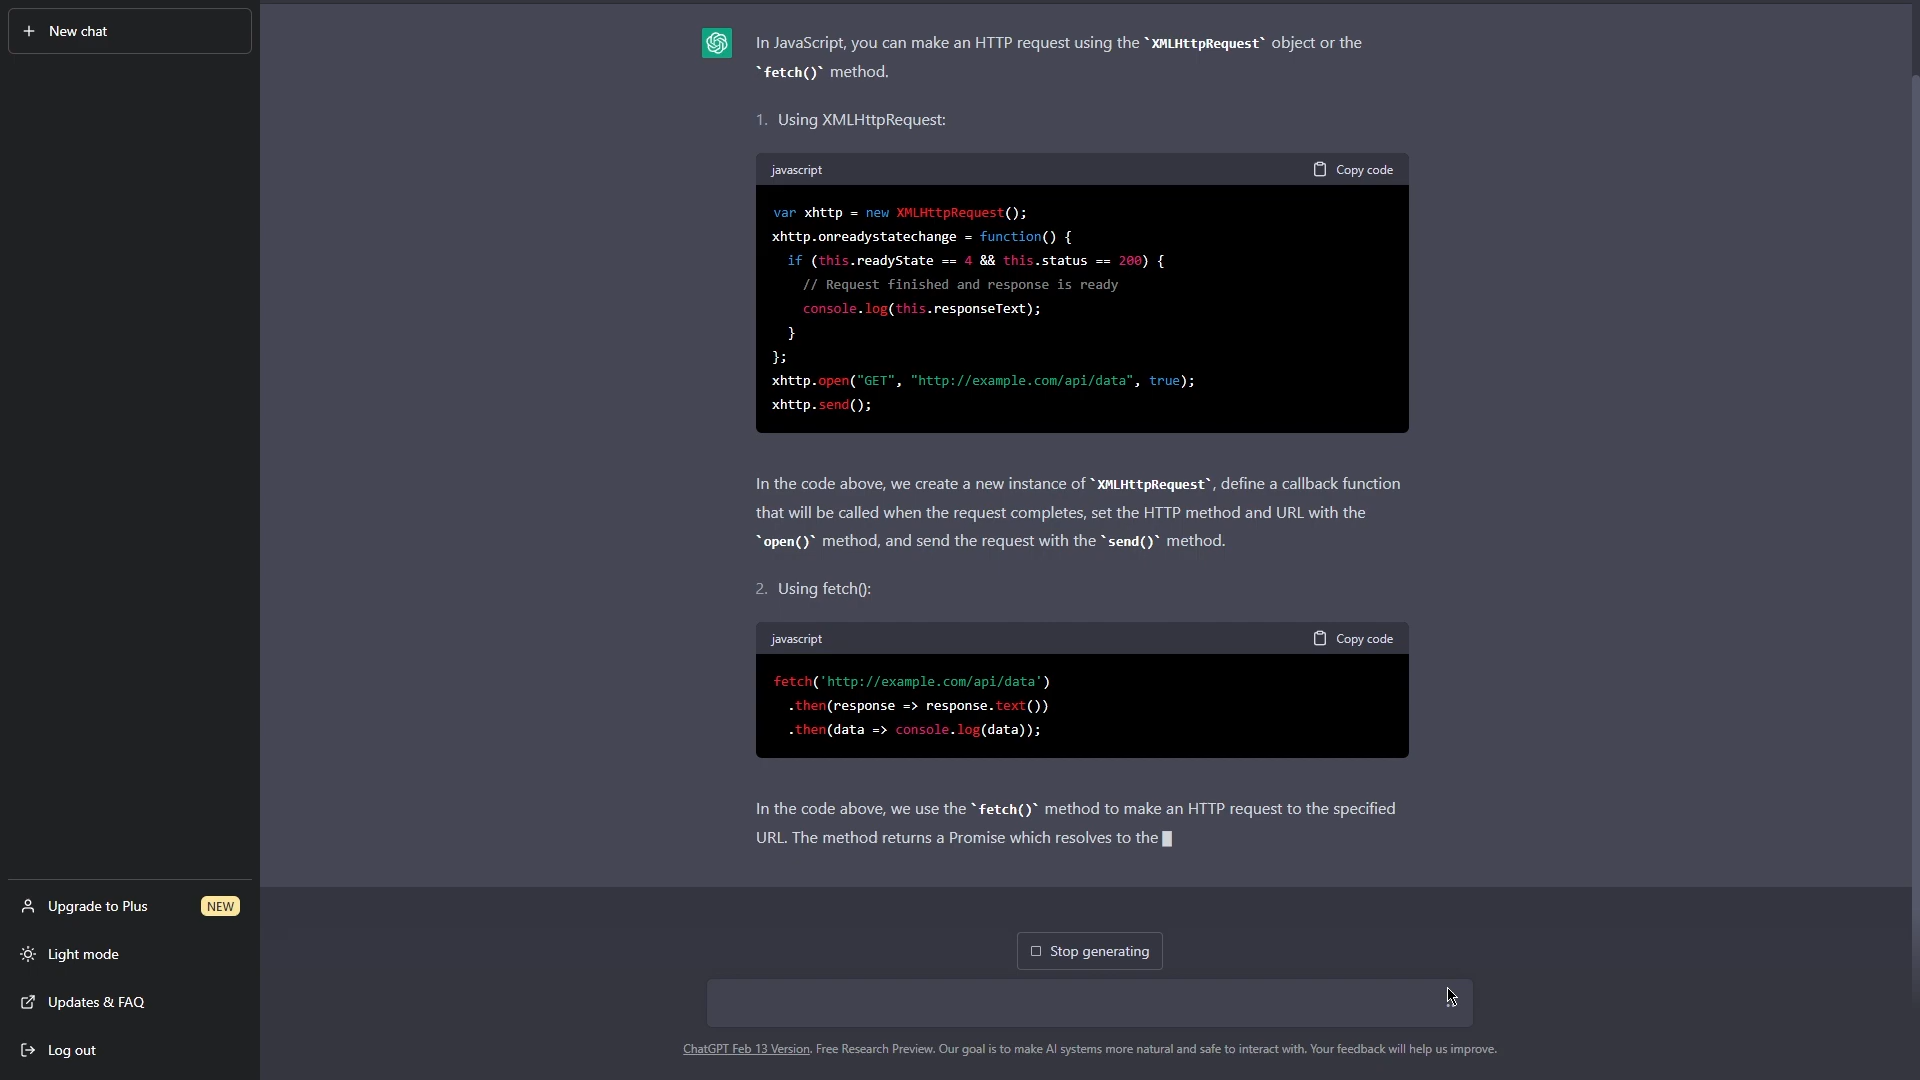 New chat
In JavaScript, you can make an HTTP request using the `XMLHttpRequest` object or the
`fetch()` method.
1. Using XMLHttpRequest:
javascript
Copy code
var xhttp = new XMLHttpRequest();
xhttp.onreadystatechange = function() {
if (this.readyState == 4 && this.status == 200) {
// Request finished and response is ready
console.log(this.responseText);
}
};
xhttp.open("GET", "http://example.com/api/data", true);
xhttp.send();
In the code above, we create a new instance of `XMLHttpRequest`, define a callback function
that will be called when the request completes, set the HTTP method and URL with the
`open()` method, and send the request with the `send()` method.
2. Using fetch():
javascript
Copy code
fetch('http://example.com/api/data')
.then(response => response.text())
.then(data => console.log(data));
In the code above, we use the `fetch()` method to make an HTTP request to the specified
URL. The method returns a Promise which resolves to the
Upgrade to Plus
NEW
Light mode
Updates & FAQ
Log out
Stop generating
ChatGPT Feb 13 Version. Free Research Preview. Our goal is to make AI systems more natural and safe to interact with. Your feedback will help us improve.